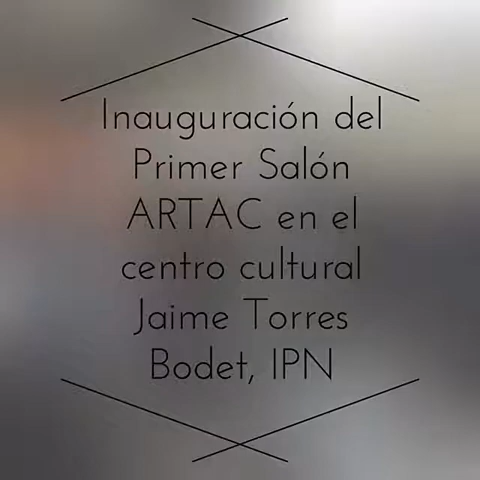 Inauguración del
Primer Salón
ARTAC en el
centro cultural
Jaime Torres
Bodet, IPN